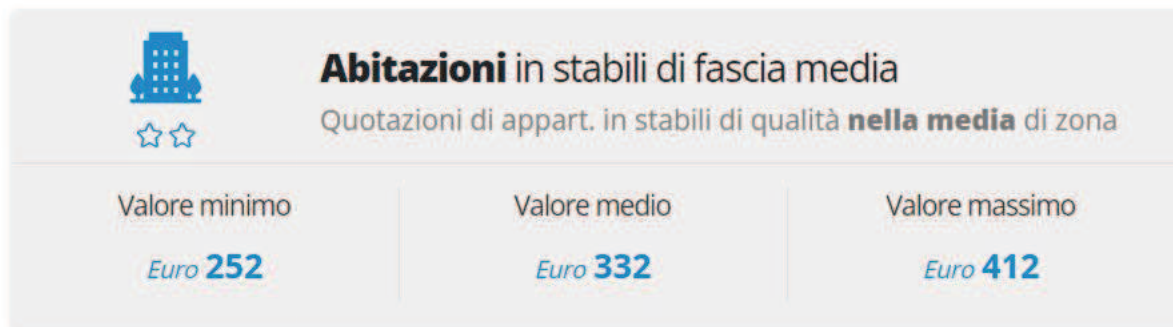 Abitazioni in stabili di fascia media
Quotazioni di appart. in stabili di qualità nella media di zona
Valore minimo Valore medio Valore massimo
Euro 252 Euro 332 Euro 412